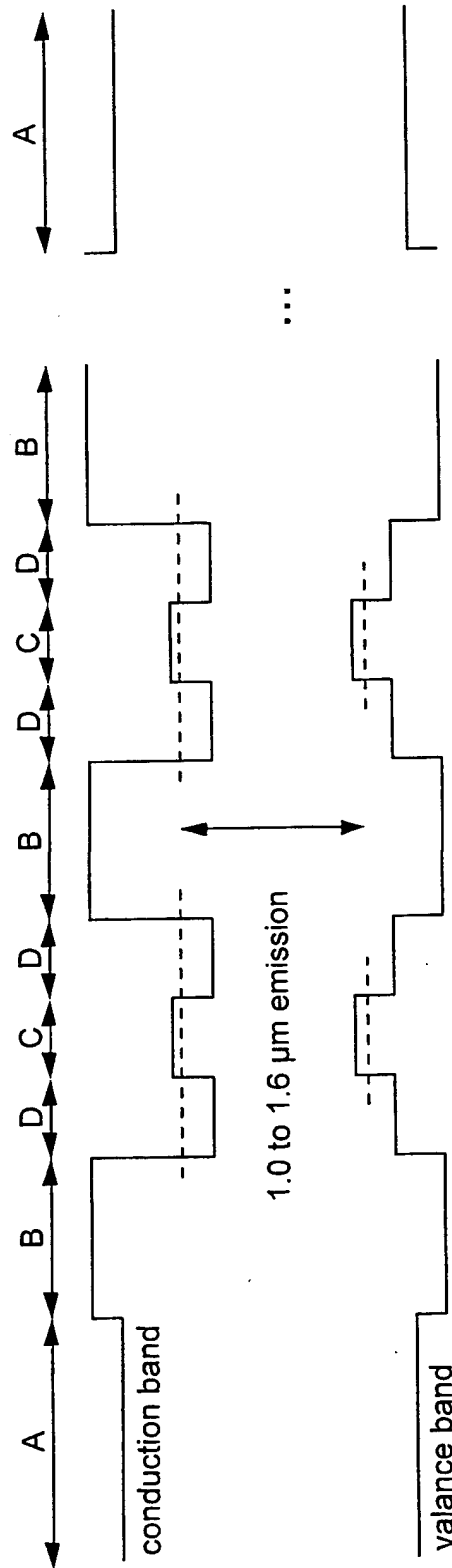 A B D C D B D C D B A
conduction band
1.0 to 1.6 µm emission
...
valance band